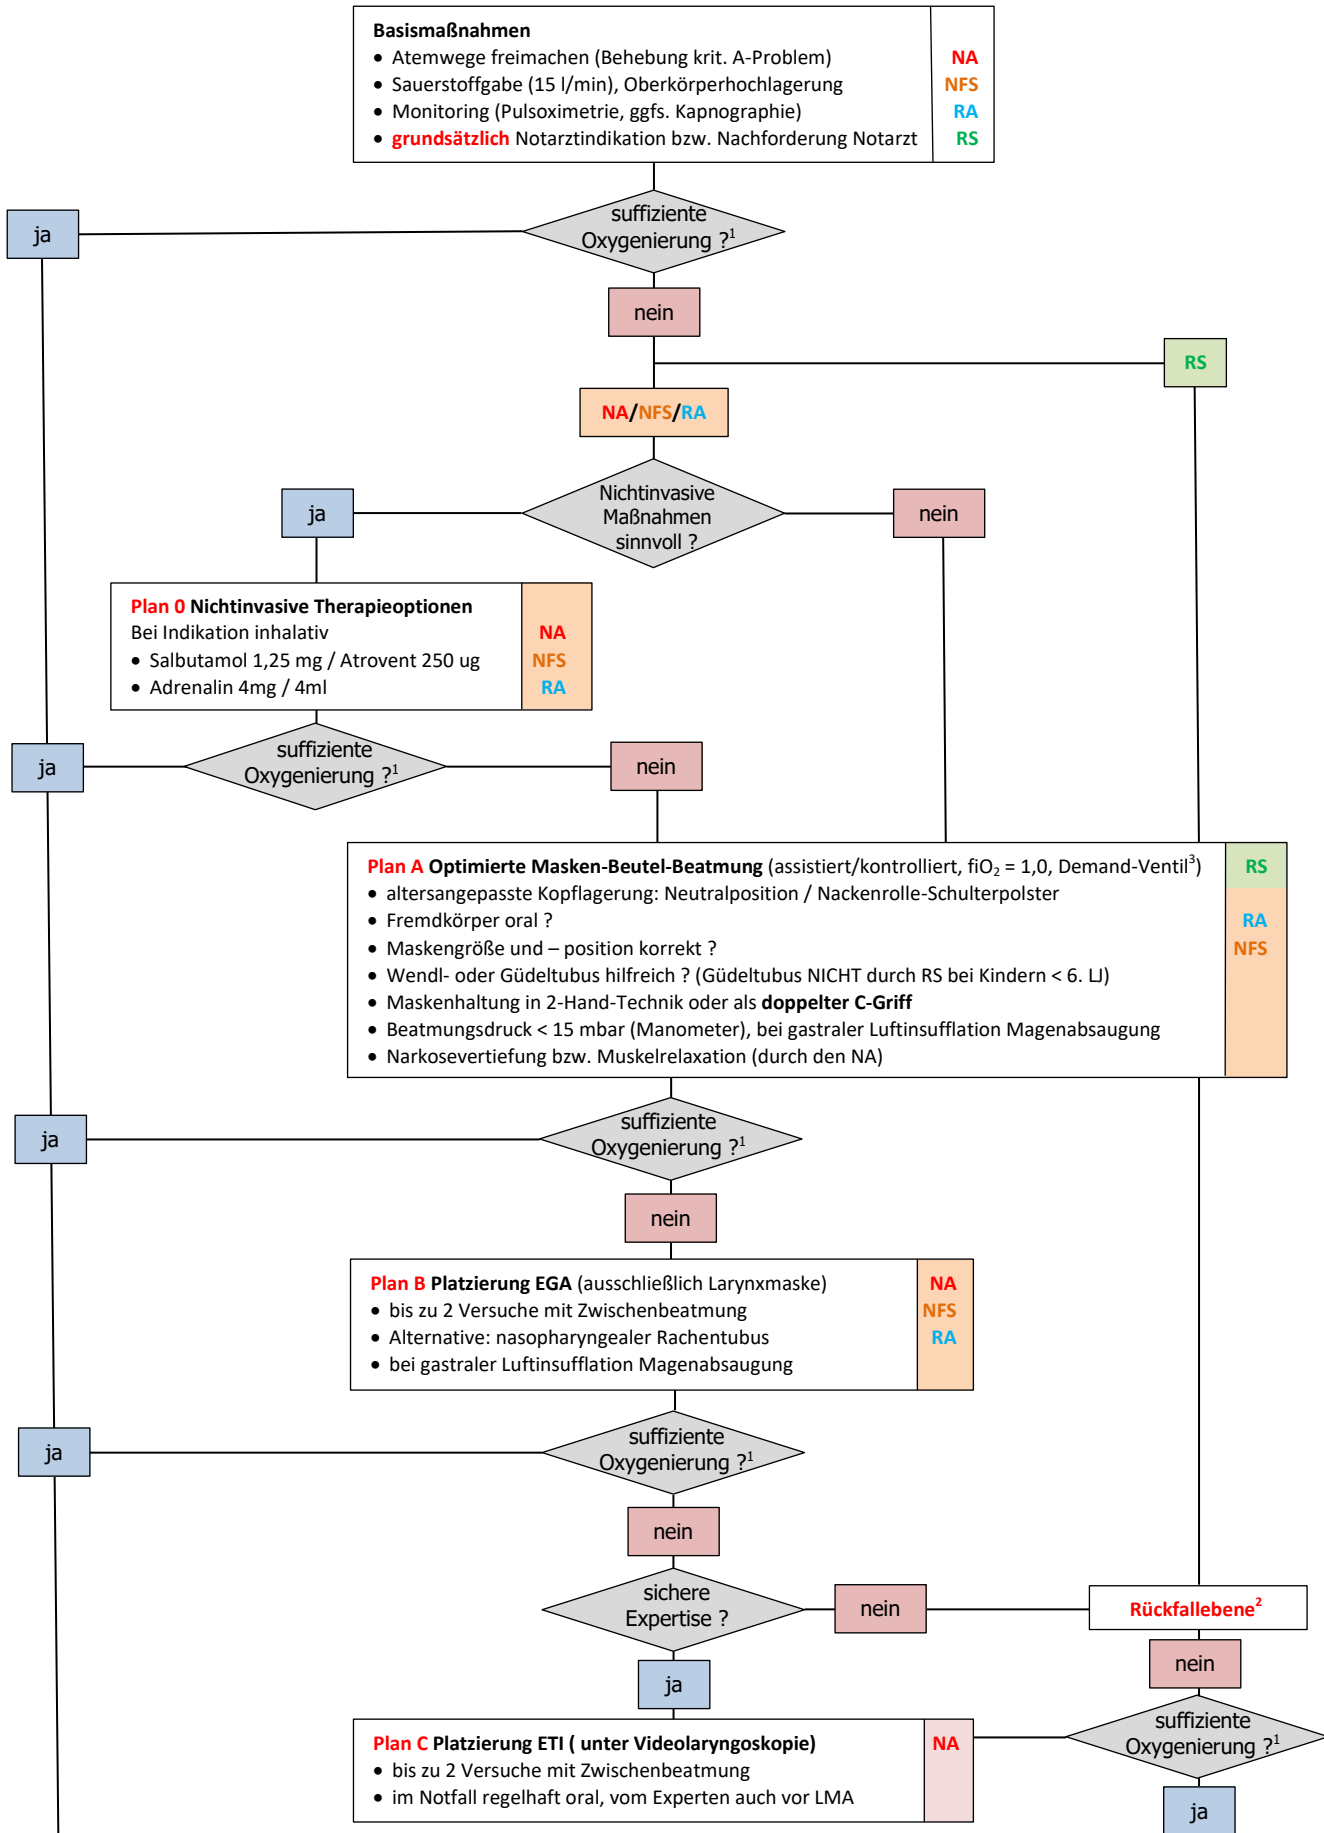 Basismaßnahmen
• Atemwege freimachen (Behebung krit. A-Problem) NA
• Sauerstoffgabe (15 l/min), Oberkörperhochlagerung NFS
• Monitoring (Pulsoximetrie, ggfs. Kapnographie) RA
• grundsätzlich Notarztindikation bzw. Nachforderung Notarzt RS
suffiziente
Oxygenierung ?¹
ja
nein
RS
NA/NFS/RA
Nichtinvasive
Maßnahmen
sinnvoll ?
ja
nein
Plan 0 Nichtinvasive Therapieoptionen
Bei Indikation inhalativ NA
• Salbutamol 1,25 mg / Atrovent 250 ug NFS
• Adrenalin 4mg / 4ml RA
suffiziente
Oxygenierung ?¹
ja
nein
Plan A Optimierte Masken-Beutel-Beatmung (assistiert/kontrolliert, fiO₂ = 1,0, Demand-Ventil³) RS
• altersangepasste Kopflagerung: Neutralposition / Nackenrolle-Schulterpolster
• Fremdkörper oral ? RA
• Maskengröße und – position korrekt ? NFS
• Wendl- oder Güdeltubus hilfreich ? (Güdeltubus NICHT durch RS bei Kindern < 6. LJ)
• Maskenhaltung in 2-Hand-Technik oder als doppelter C-Griff
• Beatmungsdruck < 15 mbar (Manometer), bei gastraler Luftinsufflation Magenabsaugung
• Narkosevertiefung bzw. Muskelrelaxation (durch den NA)
suffiziente
Oxygenierung ?¹
ja
nein
Plan B Platzierung EGA (ausschließlich Larynxmaske) NA
• bis zu 2 Versuche mit Zwischenbeatmung NFS
• Alternative: nasopharyngealer Rachentubus RA
• bei gastraler Luftinsufflation Magenabsaugung
suffiziente
Oxygenierung ?¹
ja
nein
sichere
Expertise ?
nein
Rückfallebene²
nein
ja
suffiziente
Oxygenierung ?¹
Plan C Platzierung ETI ( unter Videolaryngoskopie) NA
• bis zu 2 Versuche mit Zwischenbeatmung
• im Notfall regelhaft oral, vom Experten auch vor LMA
ja